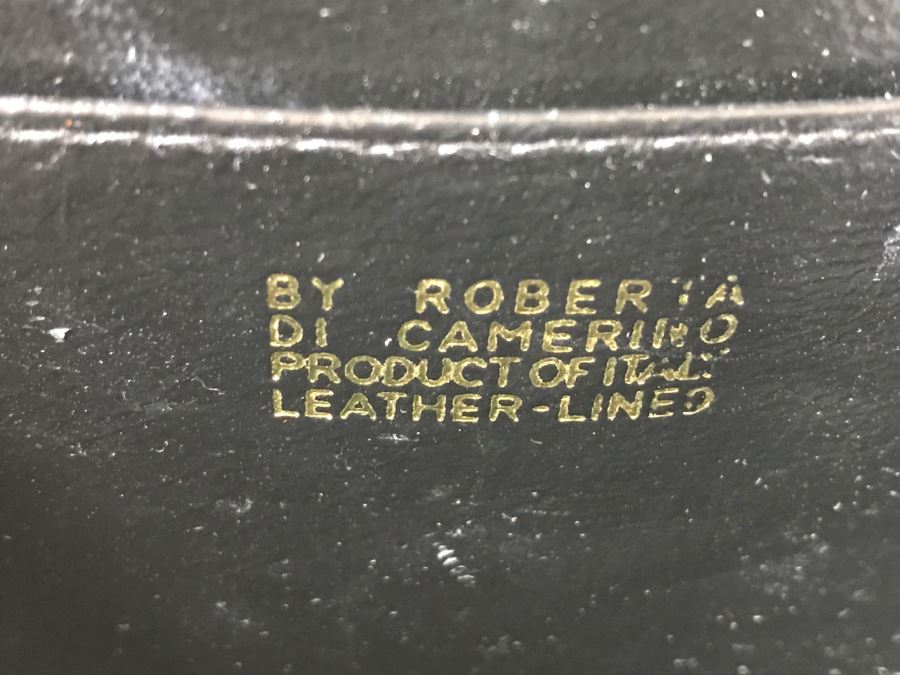 BY ROBERTA
DI CAMERINO
PRODUCT OF ITALY
LEATHER-LINED